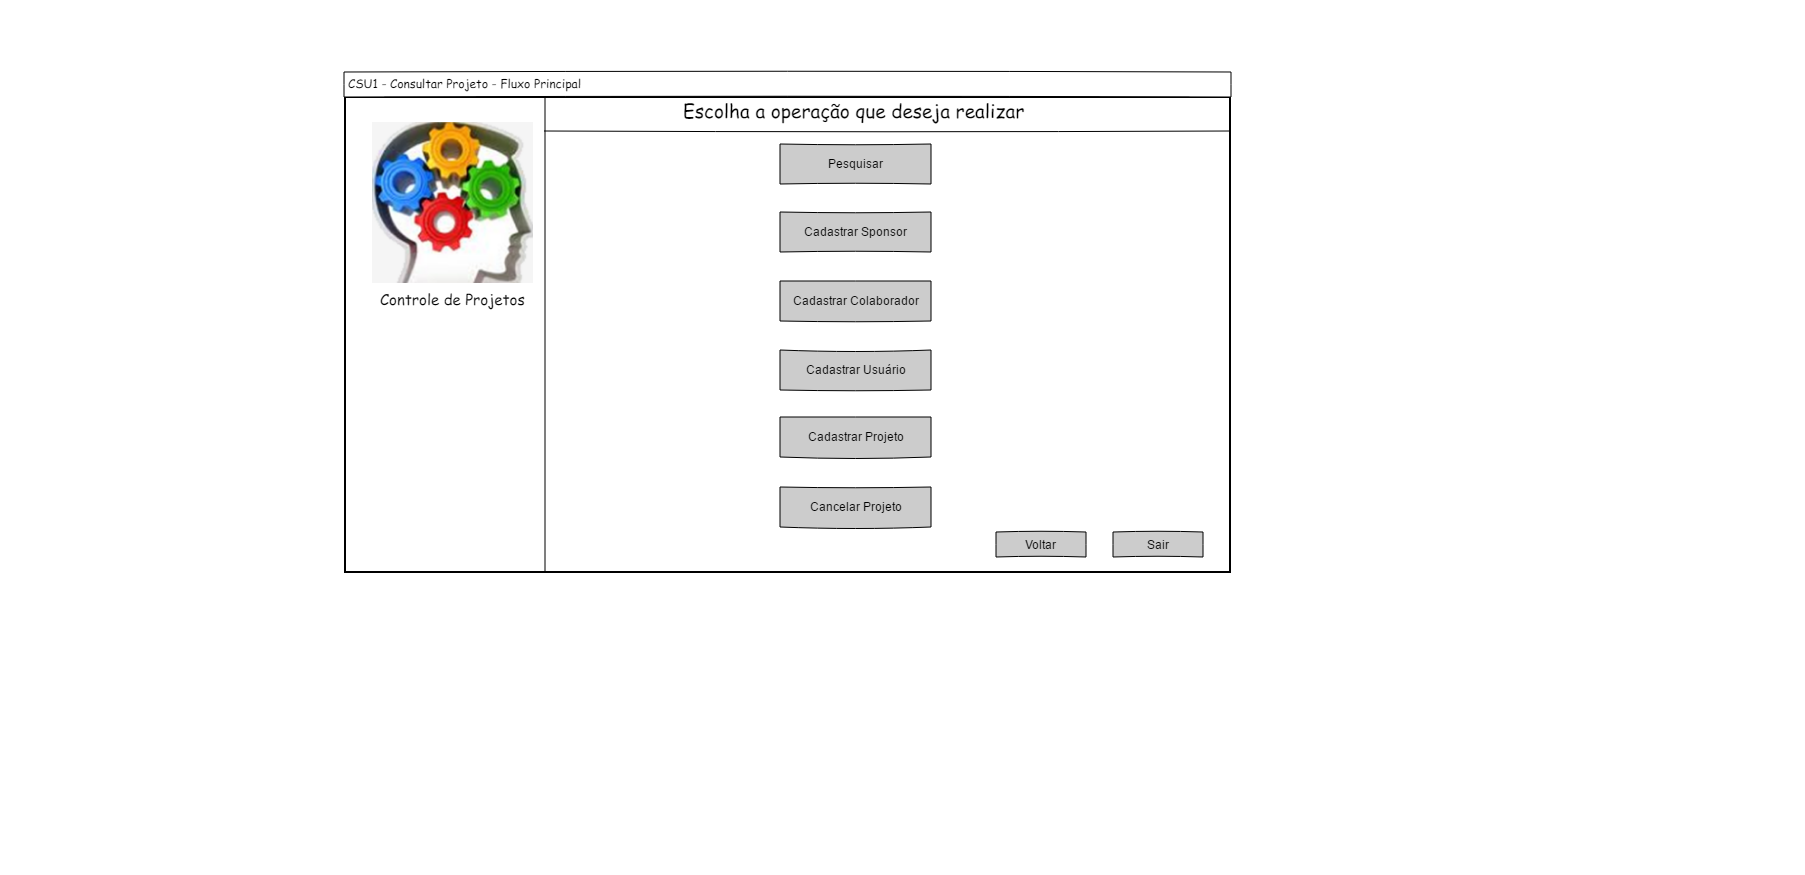 CSU1 - Consultar Projeto - Fluxo Principal
Escolha a operação que deseja realizar
Controle de Projetos
Pesquisar
Cadastrar Sponsor
Cadastrar Colaborador
Cadastrar Usuário
Cadastrar Projeto
Cancelar Projeto
Voltar
Sair